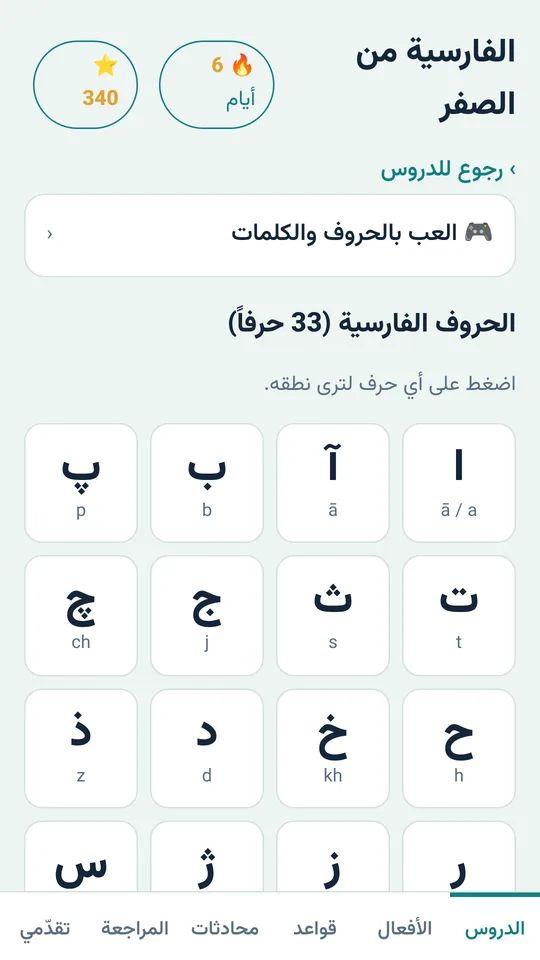 الفارسية من
الصفر
🔥 6
أيام
⭐
340
› رجوع للدروس
🎮 العب بالحروف والكلمات ‹
الحروف الفارسية (33 حرفاً)
اضغط على أي حرف لترى نطقه.
ا آ ب پ
ā / a ā b p
ت ث ج چ
t s j ch
ح خ د ذ
h kh d z
ر ز ژ س
الدروس الأفعال قواعد محادثات المراجعة تقدّمي